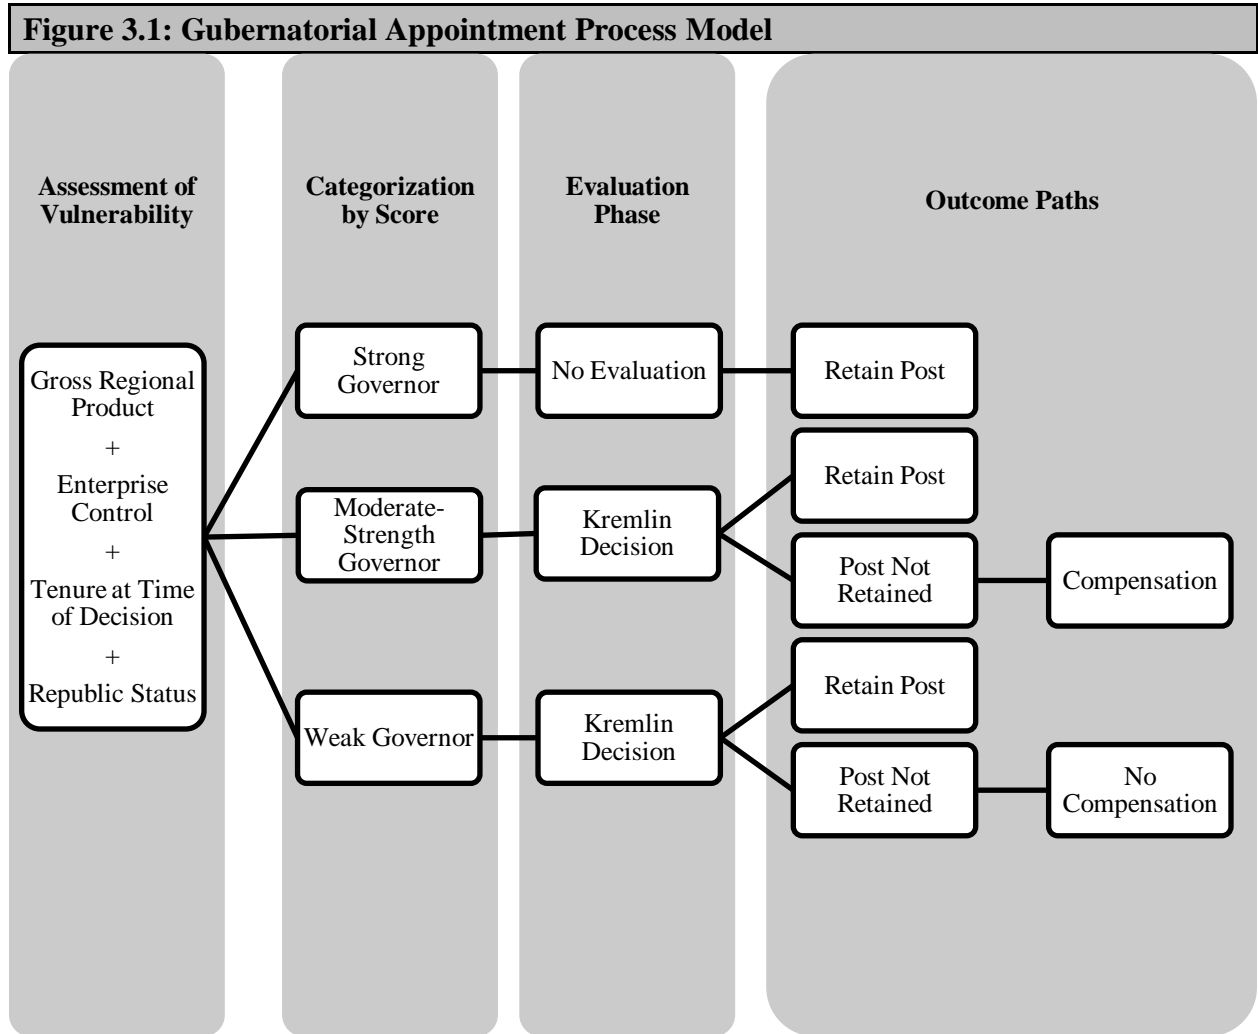 Figure 3.1: Gubernatorial Appointment Process Model
Assessment of
Vulnerability
Categorization
by Score
Evaluation
Phase
Outcome Paths
Gross Regional
Product
+
Enterprise
Control
+
Tenure at Time
of Decision
+
Republic Status
Strong
Governor
No Evaluation
Retain Post
Moderate-
Strength
Governor
Kremlin
Decision
Retain Post
Post Not
Retained
Compensation
Weak Governor
Kremlin
Decision
Retain Post
Post Not
Retained
No
Compensation